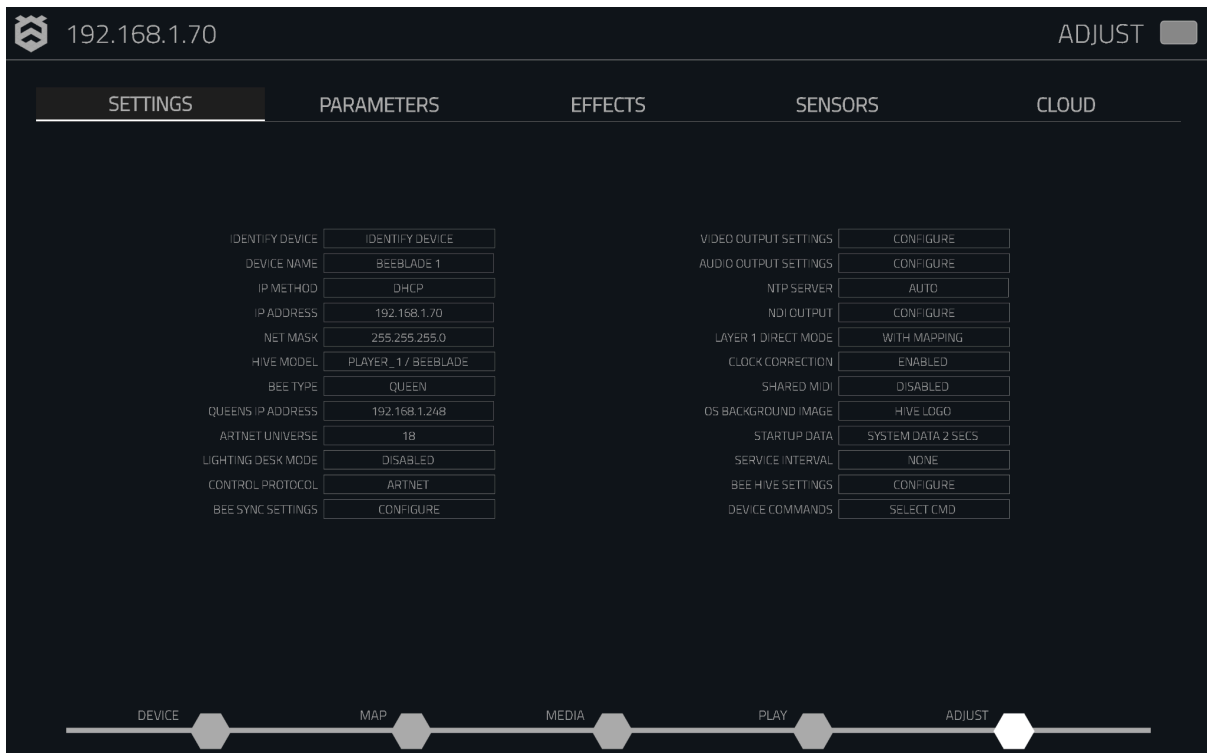 192.168.1.70
ADJUST
SETTINGS PARAMETERS EFFECTS SENSORS CLOUD
IDENTIFY DEVICE IDENTIFY DEVICE
DEVICE NAME BEEBLADE 1
IP METHOD DHCP
IP ADDRESS 192.168.1.70
NET MASK 255.255.255.0
HIVE MODEL PLAYER_1 / BEEBLADE
BEE TYPE QUEEN
QUEENS IP ADDRESS 192.168.1.248
ARTNET UNIVERSE 18
LIGHTING DESK MODE DISABLED
CONTROL PROTOCOL ARTNET
BEE SYNC SETTINGS CONFIGURE
VIDEO OUTPUT SETTINGS CONFIGURE
AUDIO OUTPUT SETTINGS CONFIGURE
NTP SERVER AUTO
NDI OUTPUT CONFIGURE
LAYER 1 DIRECT MODE WITH MAPPING
CLOCK CORRECTION ENABLED
SHARED MIDI DISABLED
OS BACKGROUND IMAGE HIVE LOGO
STARTUP DATA SYSTEM DATA 2 SECS
SERVICE INTERVAL NONE
BEE HIVE SETTINGS CONFIGURE
DEVICE COMMANDS SELECT CMD
DEVICE MAP MEDIA PLAY ADJUST